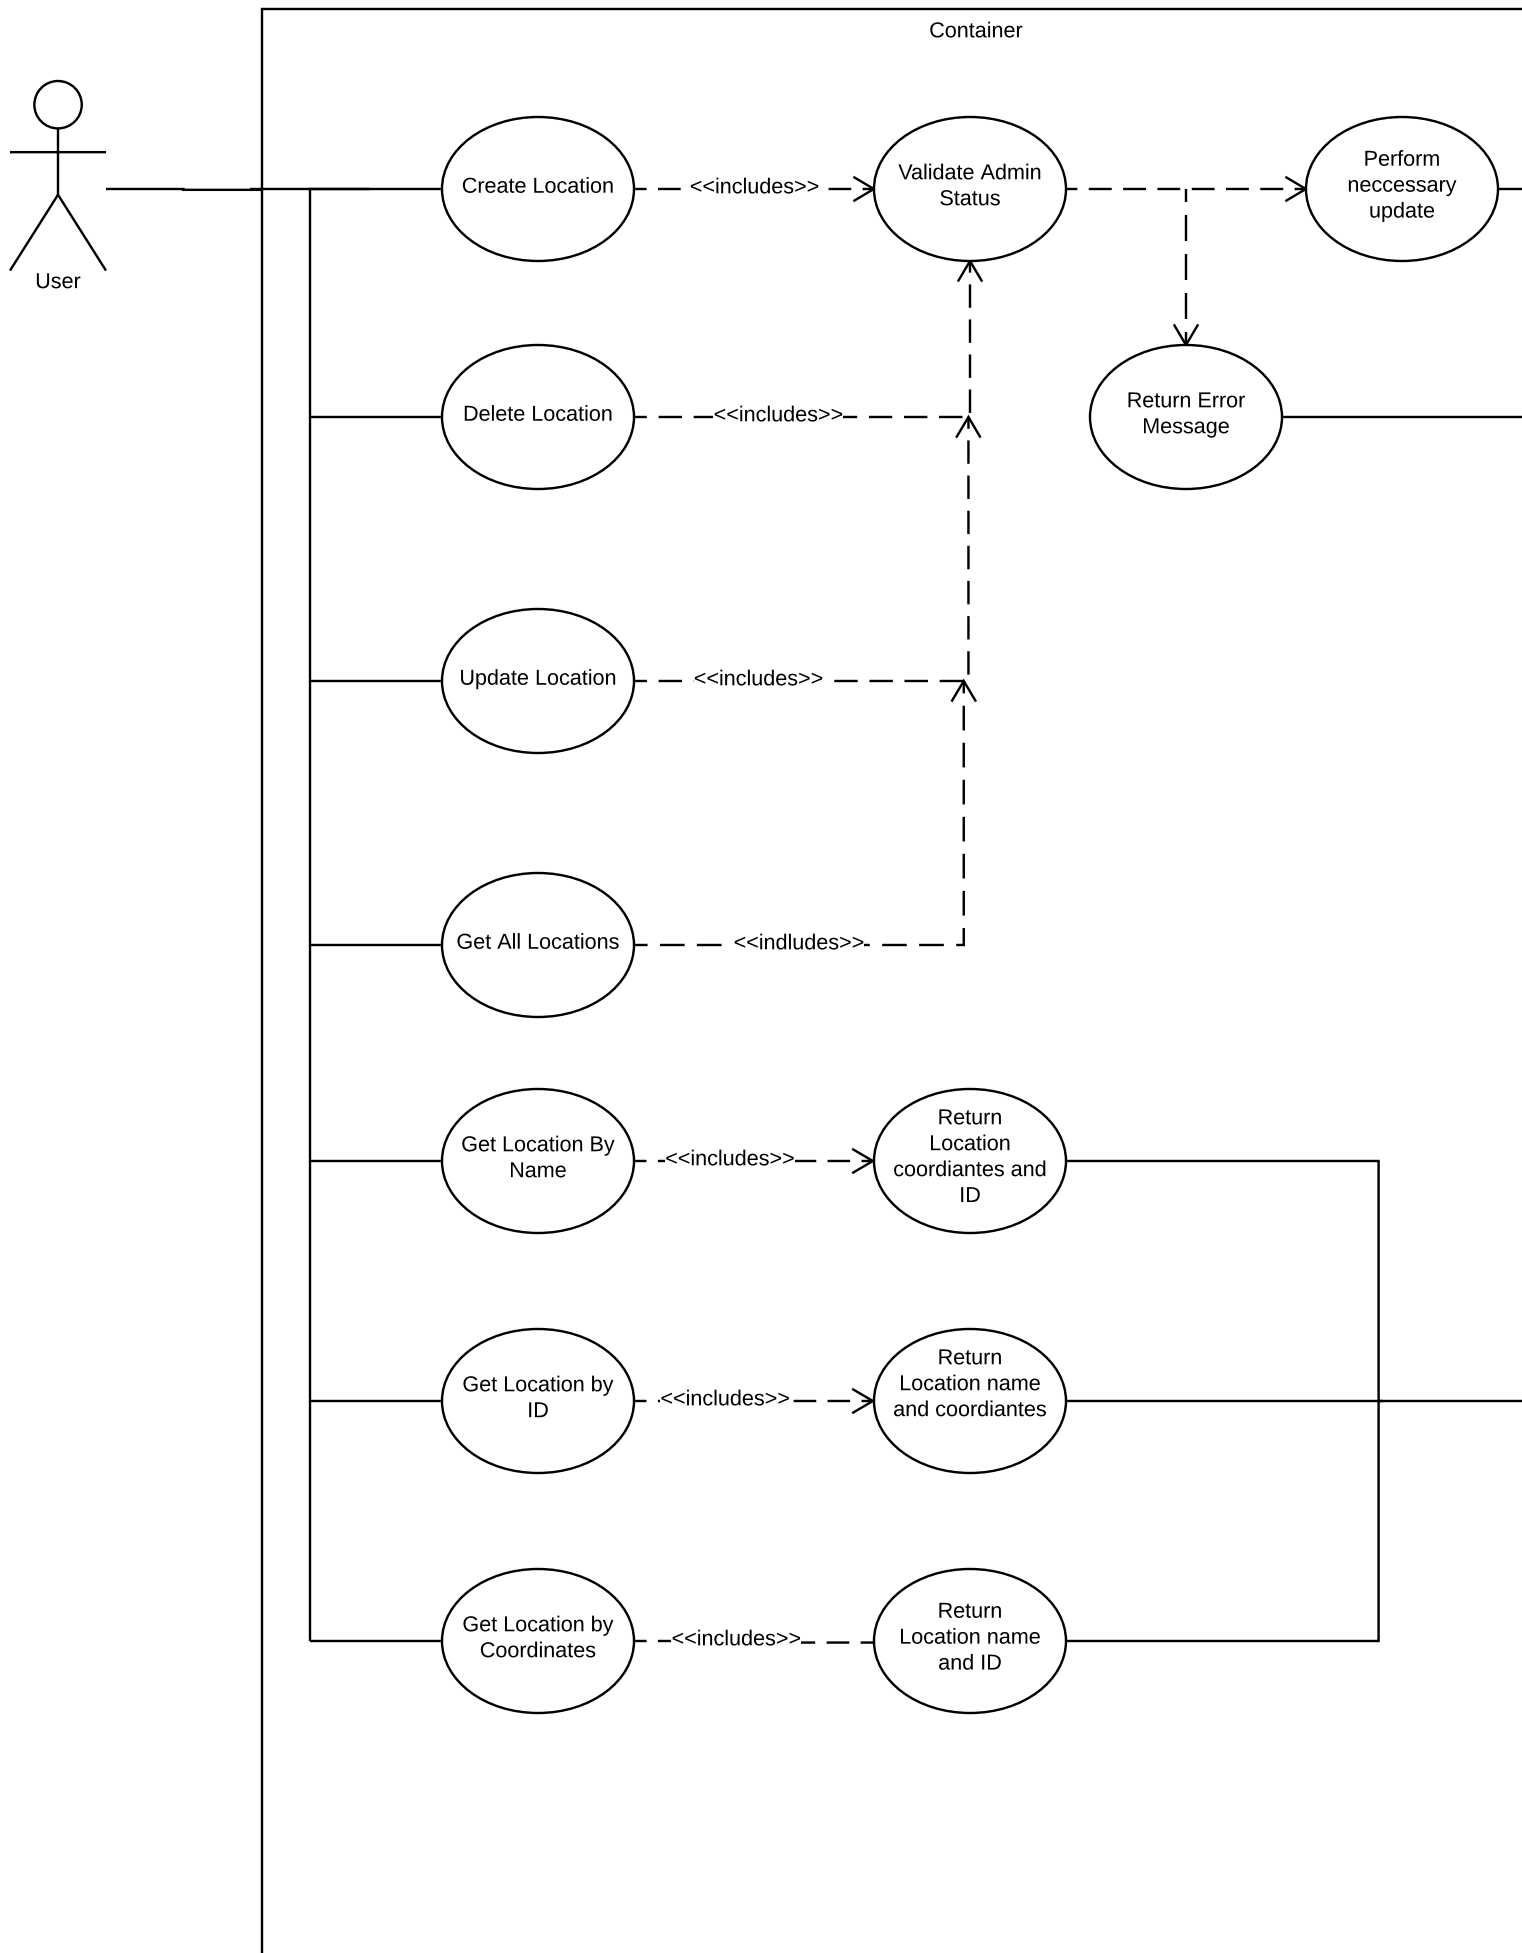 Container
User
Create Location
<<includes>>
Validate Admin
Status
Perform
neccessary
update
Delete Location
<<includes>>
Return Error
Message
Update Location
<<includes>>
Get All Locations
<<indludes>>
Get Location By
Name
<<includes>>
Return
Location
coordiantes and
ID
Get Location by
ID
<<includes>>
Return
Location name
and coordiantes
Get Location by
Coordinates
<<includes>>
Return
Location name
and ID